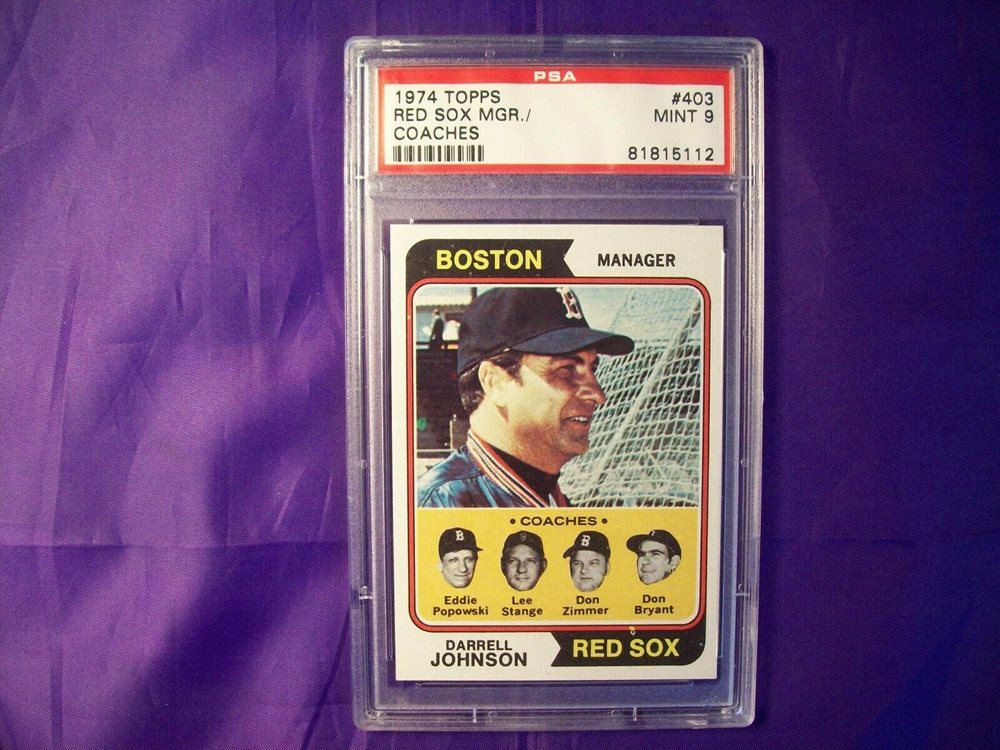 PSA
1974 TOPPS #403
RED SOX MGR./ MINT 9
COACHES
81815112
BOSTON MANAGER
B
• COACHES •
B B
Eddie Popowski
Lee Stange
Don Zimmer
Don Bryant
DARRELL JOHNSON
RED SOX